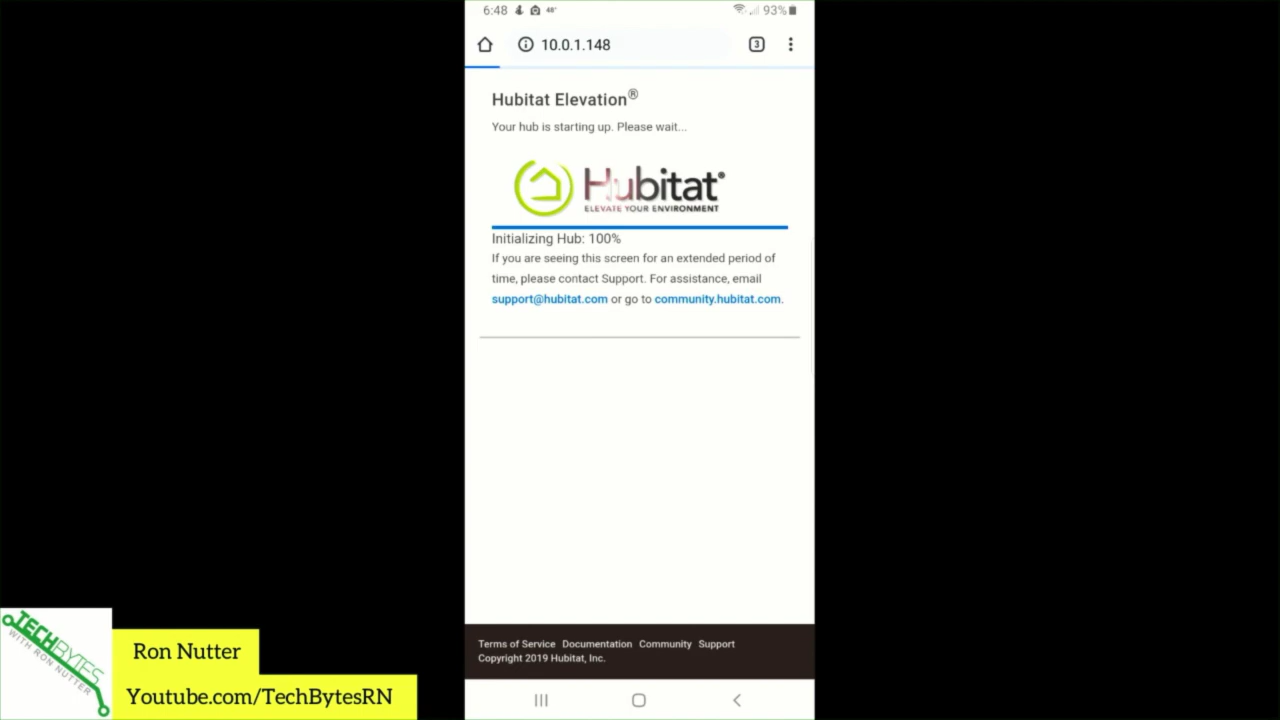 6:48 48° 93%
10.0.1.148 3
Hubitat Elevation®
Your hub is starting up. Please wait...
Hubitat®
ELEVATE YOUR ENVIRONMENT
Initializing Hub: 100%
If you are seeing this screen for an extended period of
time, please contact Support. For assistance, email
support@hubitat.com or go to community.hubitat.com.
Terms of Service Documentation Community Support
Copyright 2019 Hubitat, Inc.
TECHBYTES
WITH RON NUTTER
Ron Nutter
Youtube.com/TechBytesRN